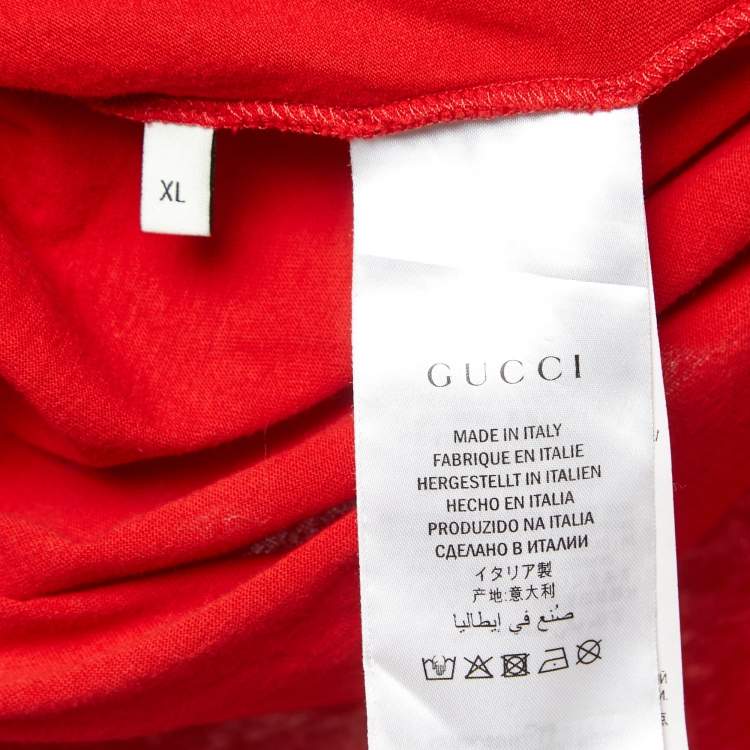 XL
GUCCI
MADE IN ITALY
FABRIQUE EN ITALIE
HERGESTELLT IN ITALIEN
HECHO EN ITALIA
PRODUZIDO NA ITALIA
СДЕЛАНО В ИТАЛИИ
イタリア製
产地:意大利
صُنع في إيطاليا